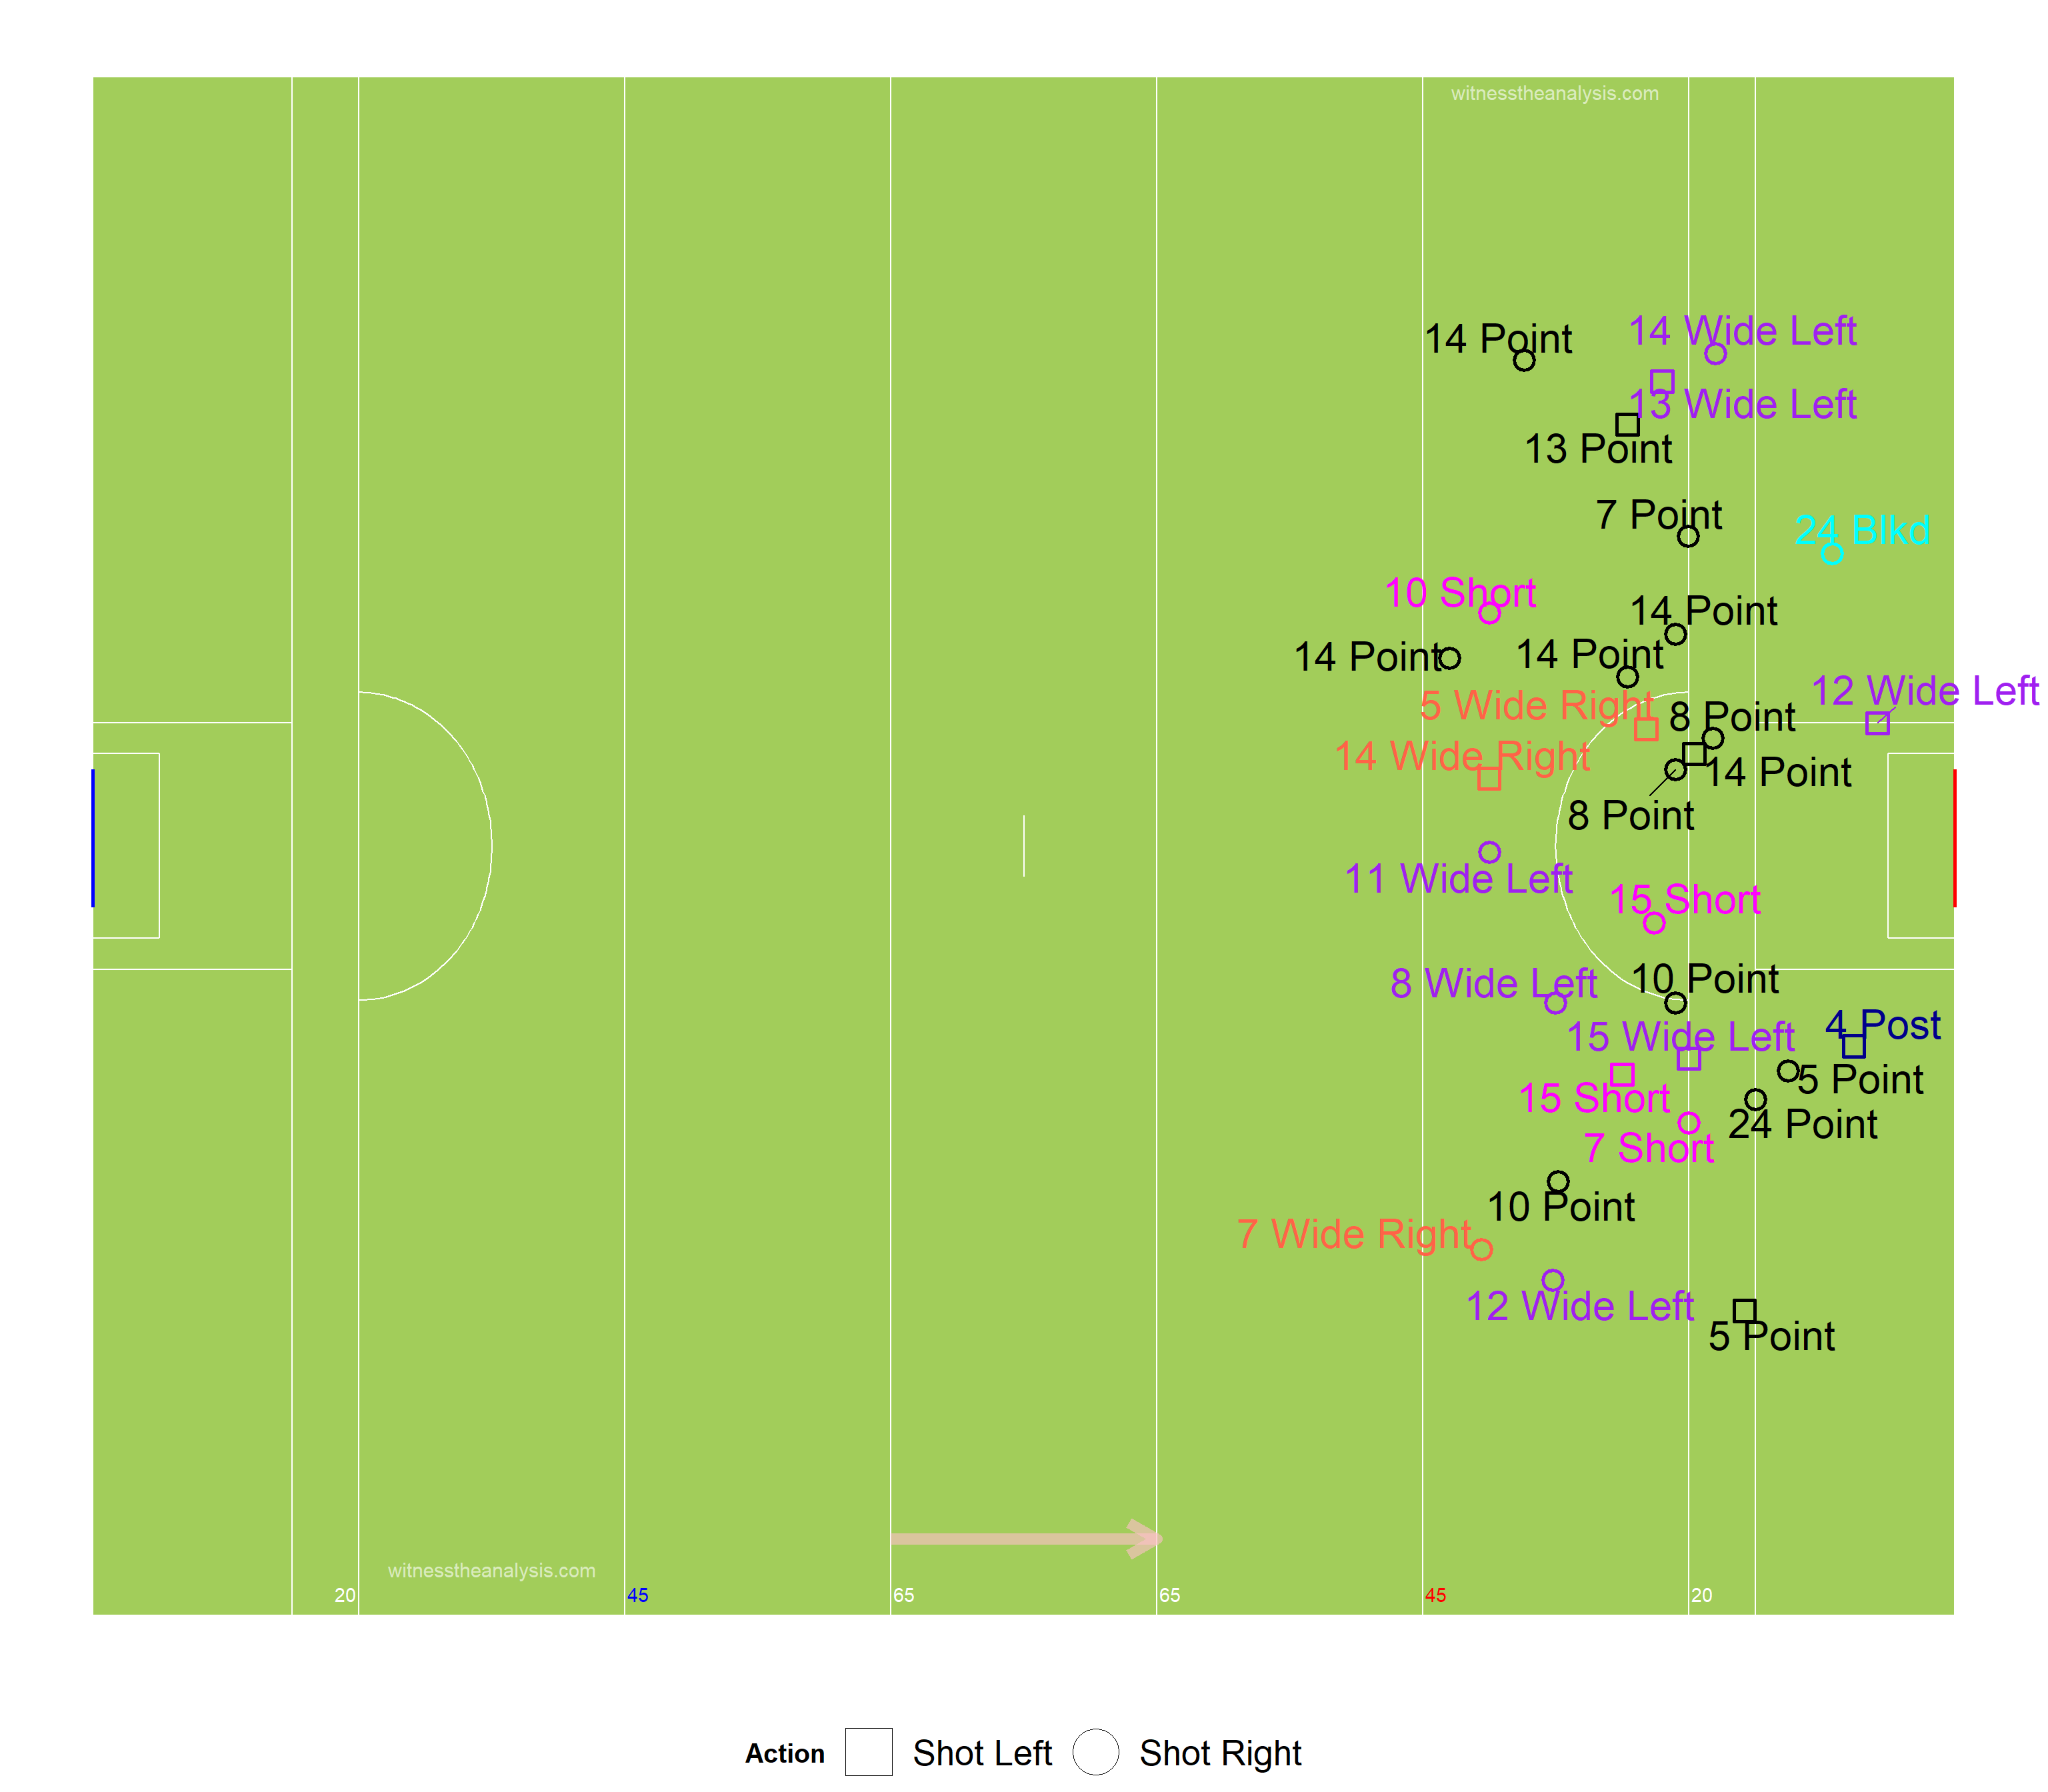 witnesstheanalysis.com
14 Point
14 Wide Left
13 Wide Left
13 Point
7 Point
24 Blkd
10 Short
14 Point
14 Point
14 Point
12 Wide Left
5 Wide Right
8 Point
14 Wide Right
14 Point
8 Point
11 Wide Left
15 Short
10 Point
8 Wide Left
4 Post
15 Wide Left
5 Point
15 Short
24 Point
7 Short
10 Point
7 Wide Right
12 Wide Left
5 Point
witnesstheanalysis.com
20 45 65 65 45 20
Action Shot Left Shot Right